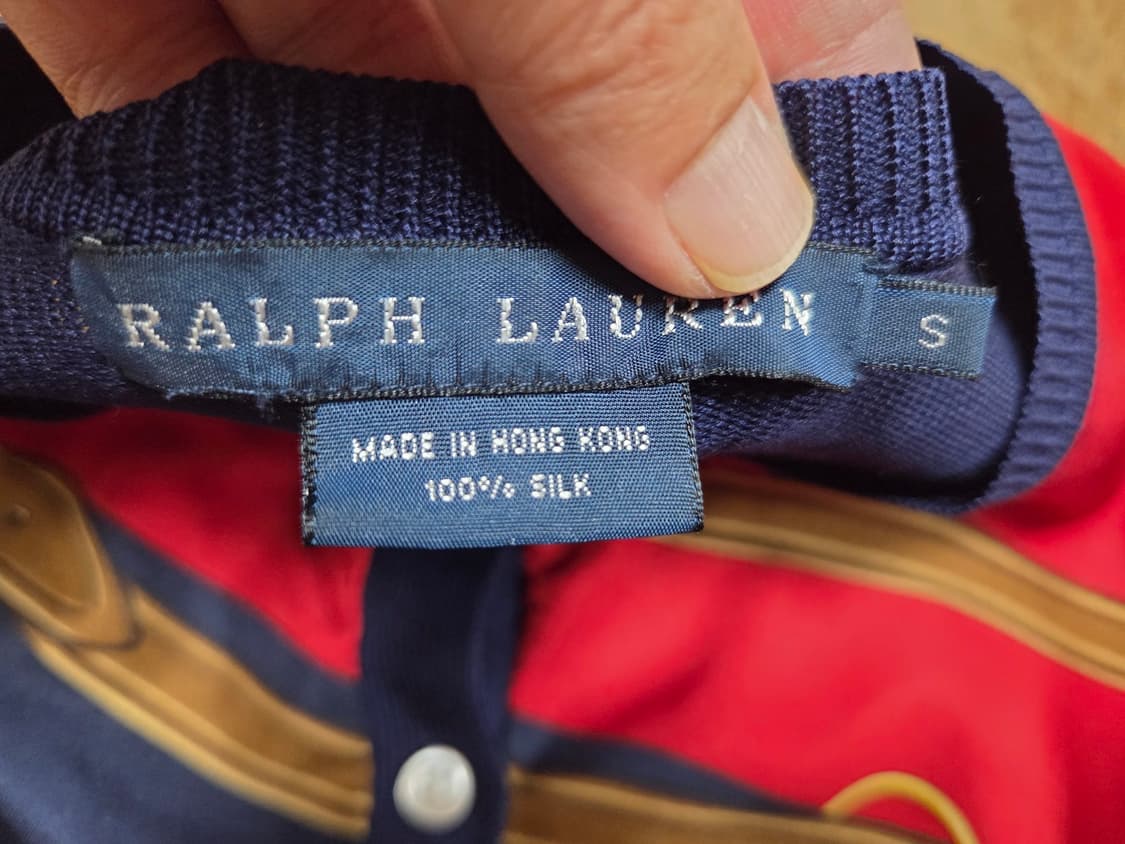 RALPH LAUREN
S
MADE IN HONG KONG
100% SILK